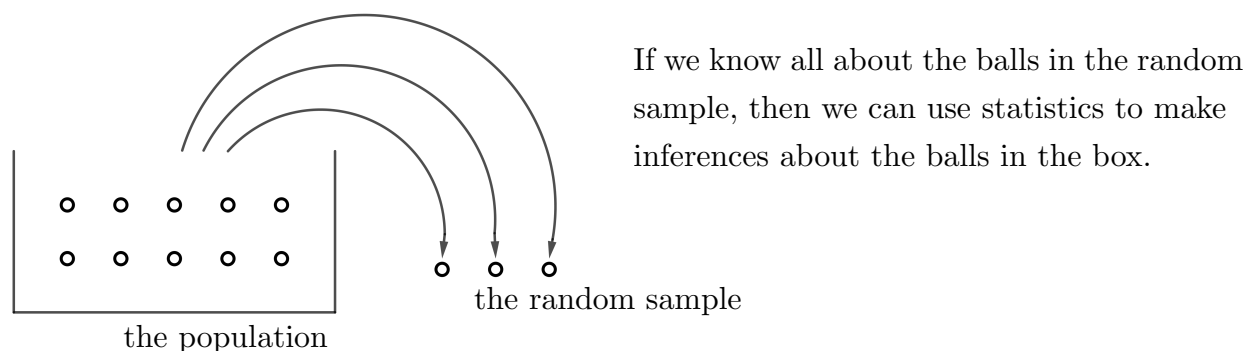 If we know all about the balls in the random
sample, then we can use statistics to make
inferences about the balls in the box.
the random sample
the population